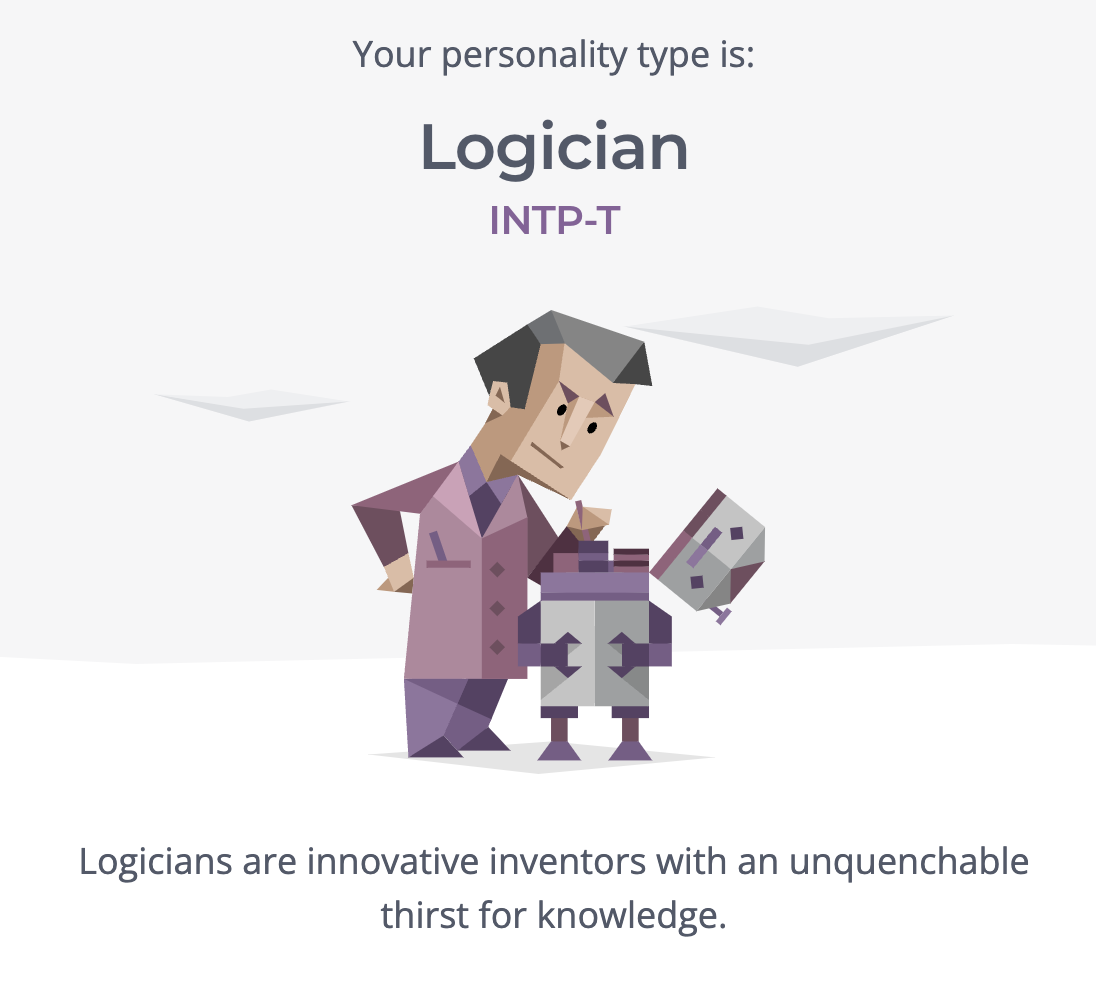 Your personality type is:
Logician
INTP-T
Logicians are innovative inventors with an unquenchable
thirst for knowledge.